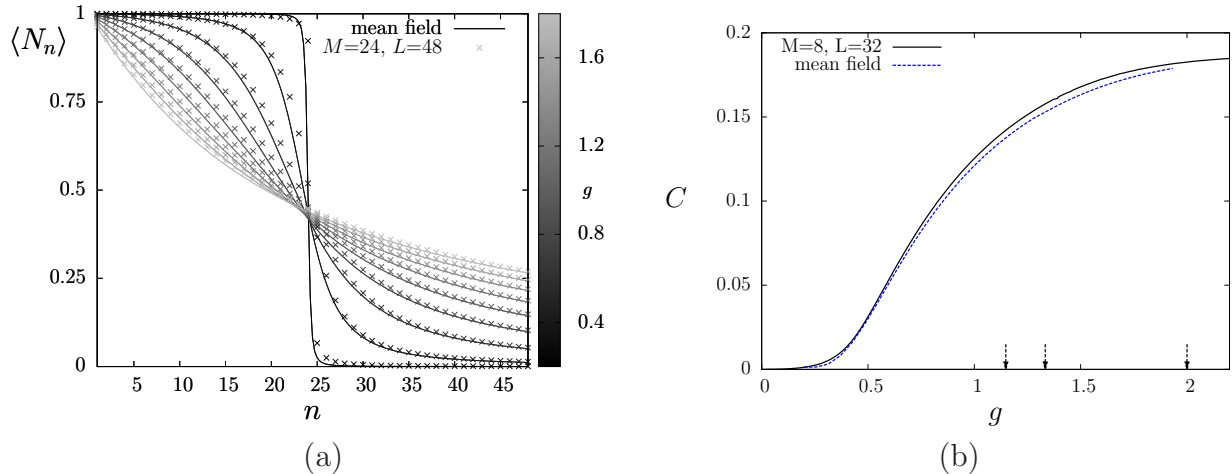 ⟨N_n⟩
mean field
M=24, L=48
1
0.75
0.5
0.25
0
5 10 15 20 25 30 35 40 45
n
1.6
1.2
g
0.8
0.4
(a)
M=8, L=32
mean field
0.2
0.15
C
0.1
0.05
0
0 0.5 1 1.5 2
g
(b)